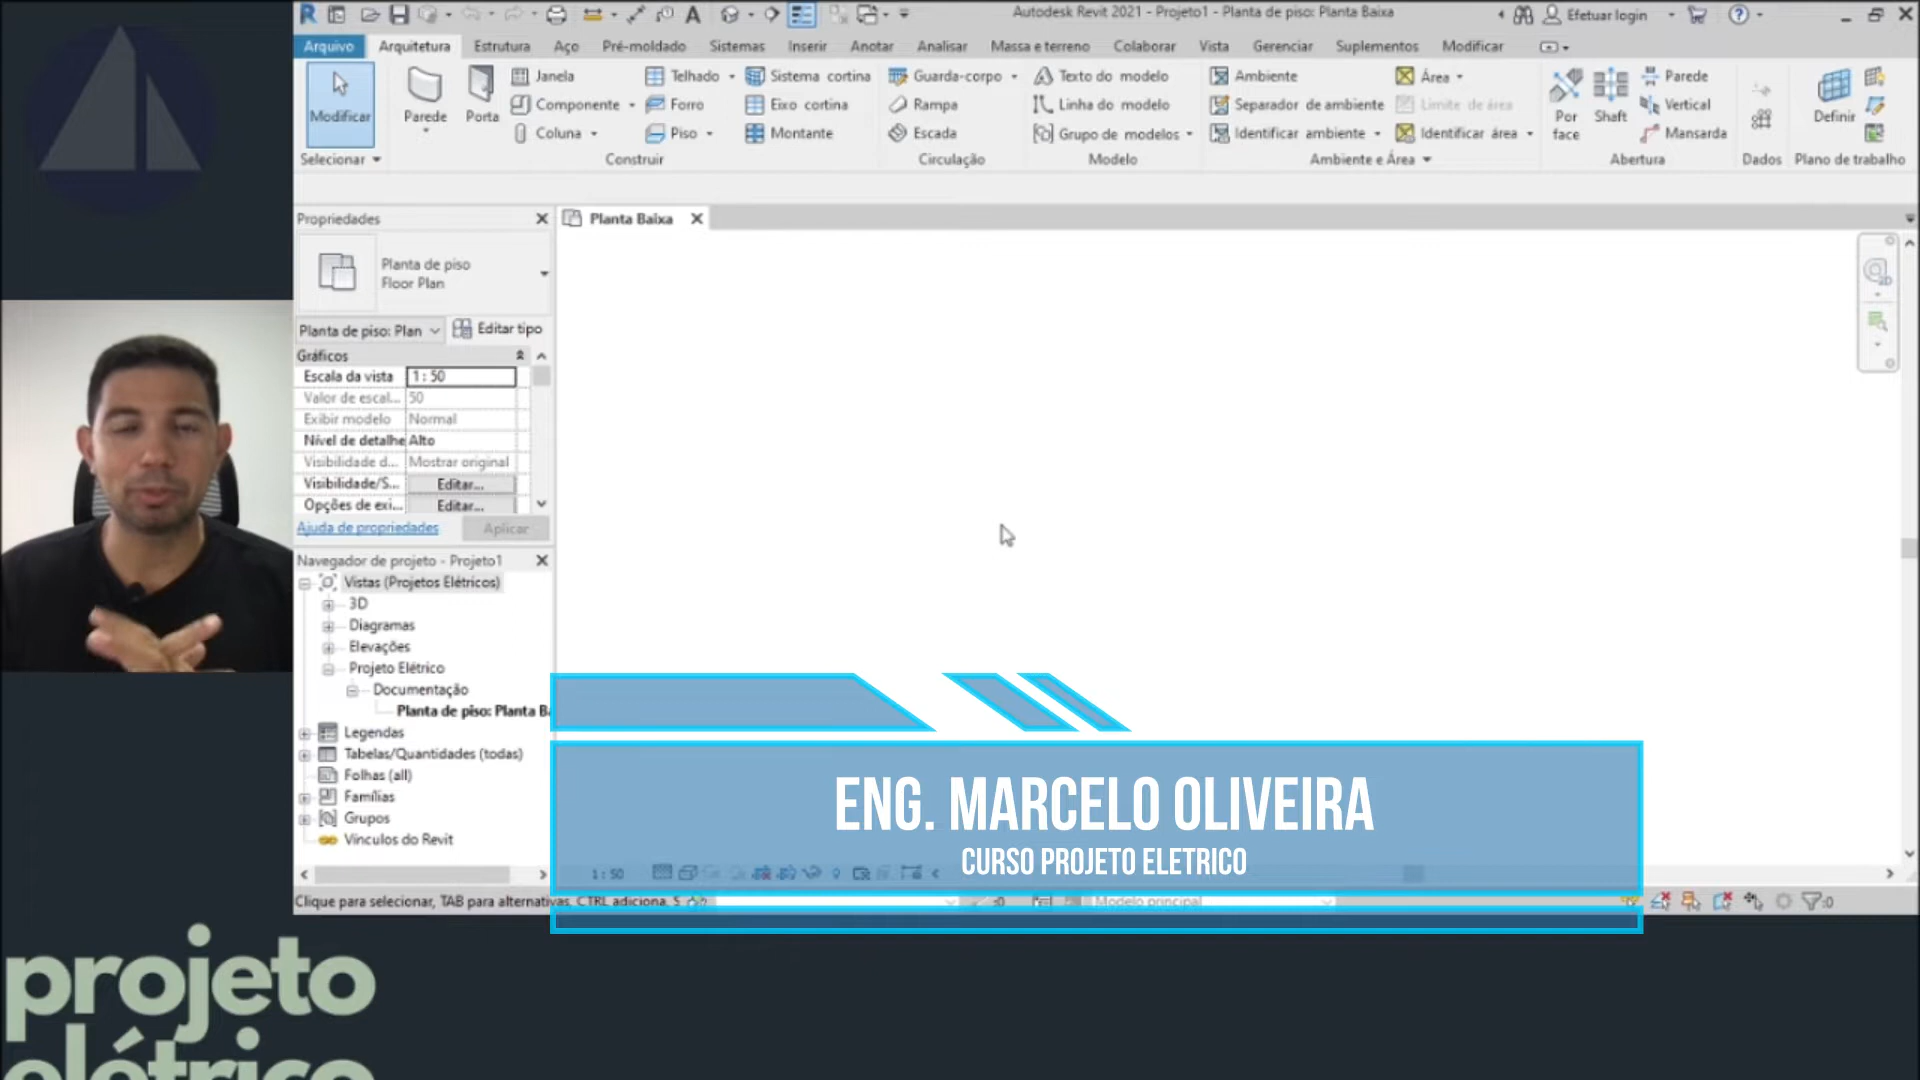 Autodesk Revit 2021 - Projeto1 - Planta de piso: Planta Baixa
Efetuar login
Arquivo Arquitetura Estrutura Aço Pré-moldado Sistemas Inserir Anotar Analisar Massa e terreno Colaborar Vista Gerenciar Suplementos Modificar
Janela Telhado Sistema cortina Guarda-corpo Texto do modelo Ambiente Área Parede
Modificar Parede Porta Componente Forro Eixo cortina Rampa Linha do modelo Separador de ambiente Limite de área Por face Shaft Vertical Definir
Coluna Piso Montante Escada Grupo de modelos Identificar ambiente Identificar área Mansarda
Selecionar Construir Circulação Modelo Ambiente e Área Abertura Dados Plano de trabalho
Propriedades
Planta Baixa
Planta de piso
Floor Plan
Planta de piso: Plan Editar tipo
Gráficos
Escala da vista 1 : 50
Valor de escal... 50
Exibir modelo Normal
Nível de detalhe Alto
Visibilidade d... Mostrar original
Visibilidade/S... Editar...
Opções de exi... Editar...
Ajuda de propriedades Aplicar
Navegador de projeto - Projeto1
Vistas (Projetos Elétricos)
3D
Diagramas
Elevações
Projeto Elétrico
Documentação
Planta de piso: Planta Ba
Legendas
Tabelas/Quantidades (todas)
Folhas (all)
Famílias
Grupos
Vínculos do Revit
1 : 50
Clique para selecionar, TAB para alternativas, CTRL adiciona, S
:0 Modelo principal :0
ENG. MARCELO OLIVEIRA
CURSO PROJETO ELETRICO
projeto
elétrico